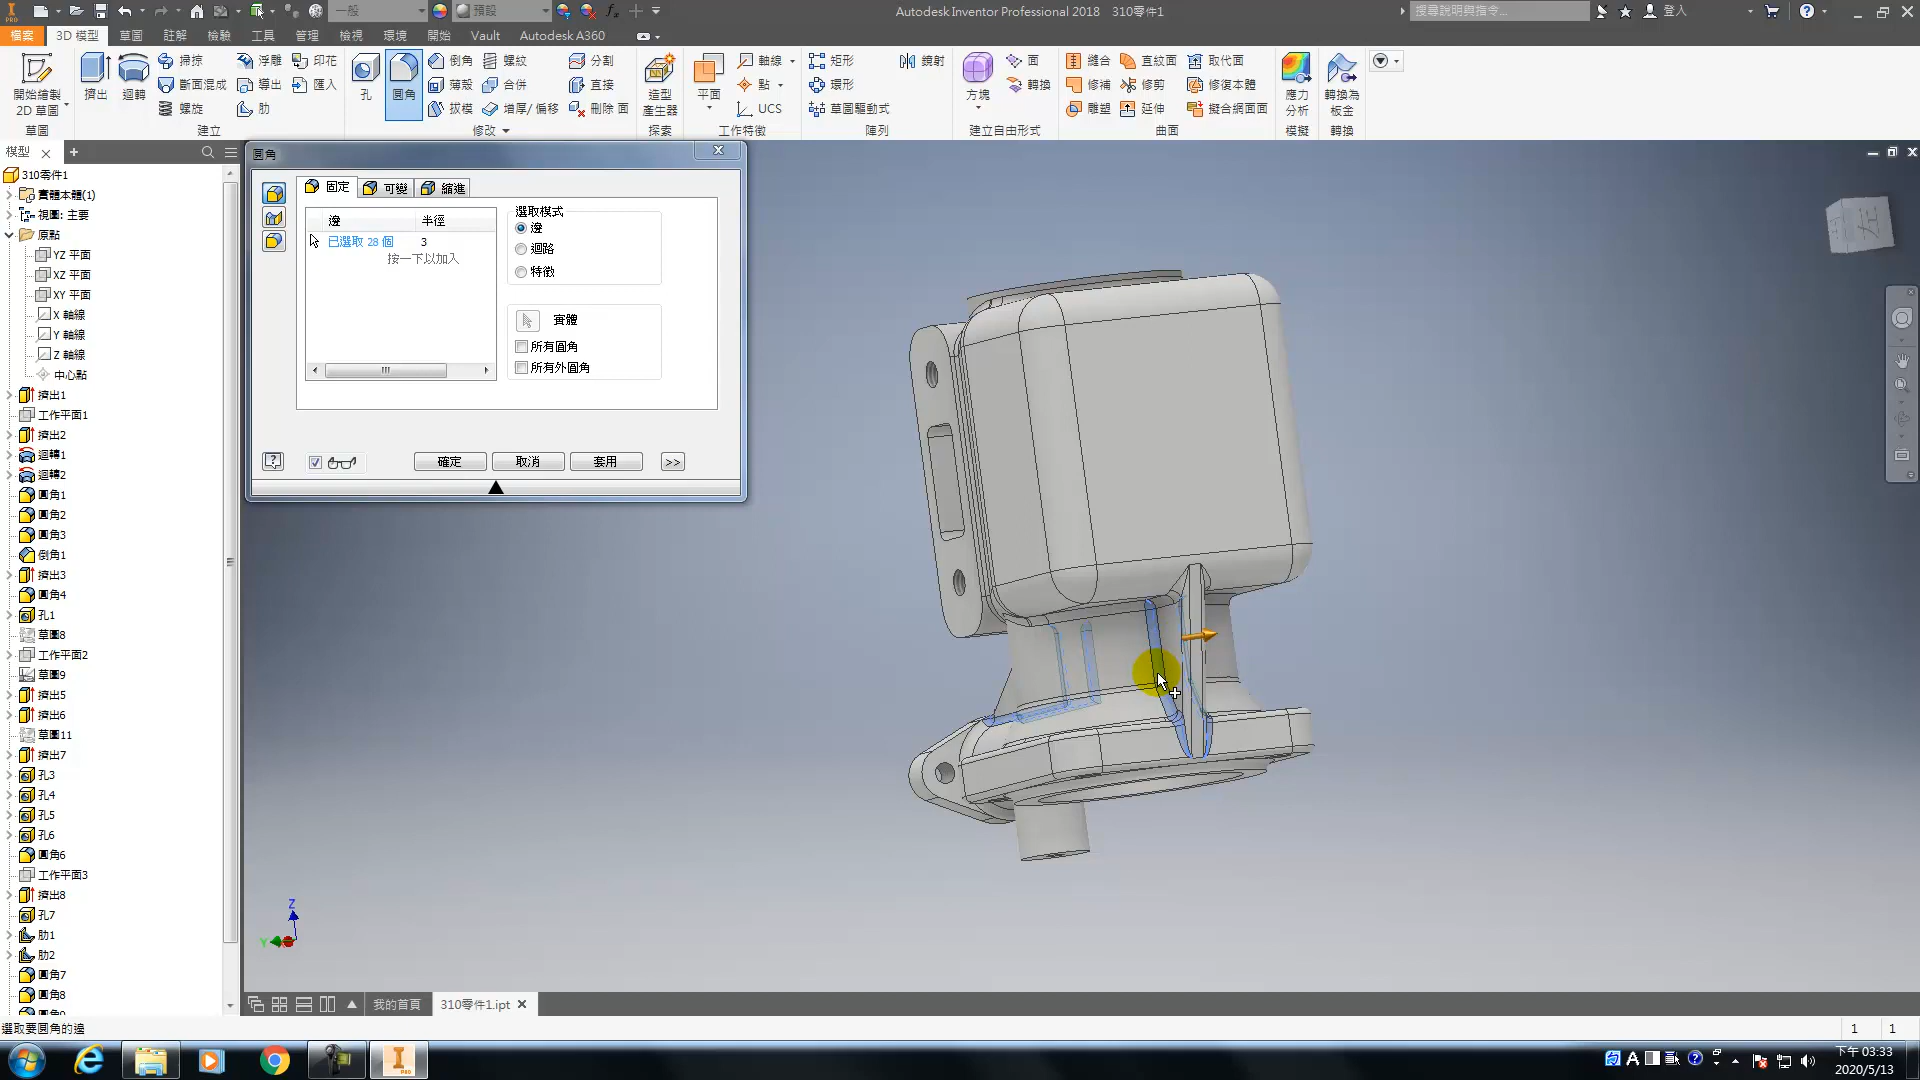 一般
預設
Autodesk Inventor Professional 2018 310零件1
搜尋說明與指令...
登入
檔案 3D 模型 草圖 註解 檢驗 工具 管理 檢視 環境 開始 Vault Autodesk A360
開始繪製
2D 草圖
擠出
迴轉
掃掠
斷面混成
螺旋
浮雕
導出
肋
印花
匯入
孔
圓角
倒角
薄殼
拔模
螺紋
合併
增厚/ 偏移
分割
直接
刪除 面
造型
產生器
平面
軸線
點
UCS
矩形
環形
草圖驅動式
鏡射
方塊
面
轉換
縫合
修補
雕塑
直紋面
修剪
延伸
取代面
修復本體
擬合網面面
應力
分析
轉換為
板金
草圖 建立 修改 探索 工作特徵 陣列 建立自由形式 曲面 模擬 轉換
模型
310零件1
實體本體(1)
視圖: 主要
原點
YZ 平面
XZ 平面
XY 平面
X 軸線
Y 軸線
Z 軸線
中心點
擠出1
工作平面1
擠出2
迴轉1
迴轉2
圓角1
圓角2
圓角3
倒角1
擠出3
圓角4
孔1
草圖8
工作平面2
草圖9
擠出5
擠出6
草圖11
擠出7
孔3
孔4
孔5
孔6
圓角6
工作平面3
擠出8
孔7
肋1
肋2
圓角7
圓角8
圓角9
圓角
固定 可變 縮進
邊 半徑
已選取 28 個 3
按一下以加入
選取模式
邊
迴路
特徵
實體
所有圓角
所有外圓角
確定 取消 套用 >>
左
Z
Y
我的首頁 310零件1.ipt
選取要圓角的邊
1 1
PRO
A
下午 03:33
2020/5/13